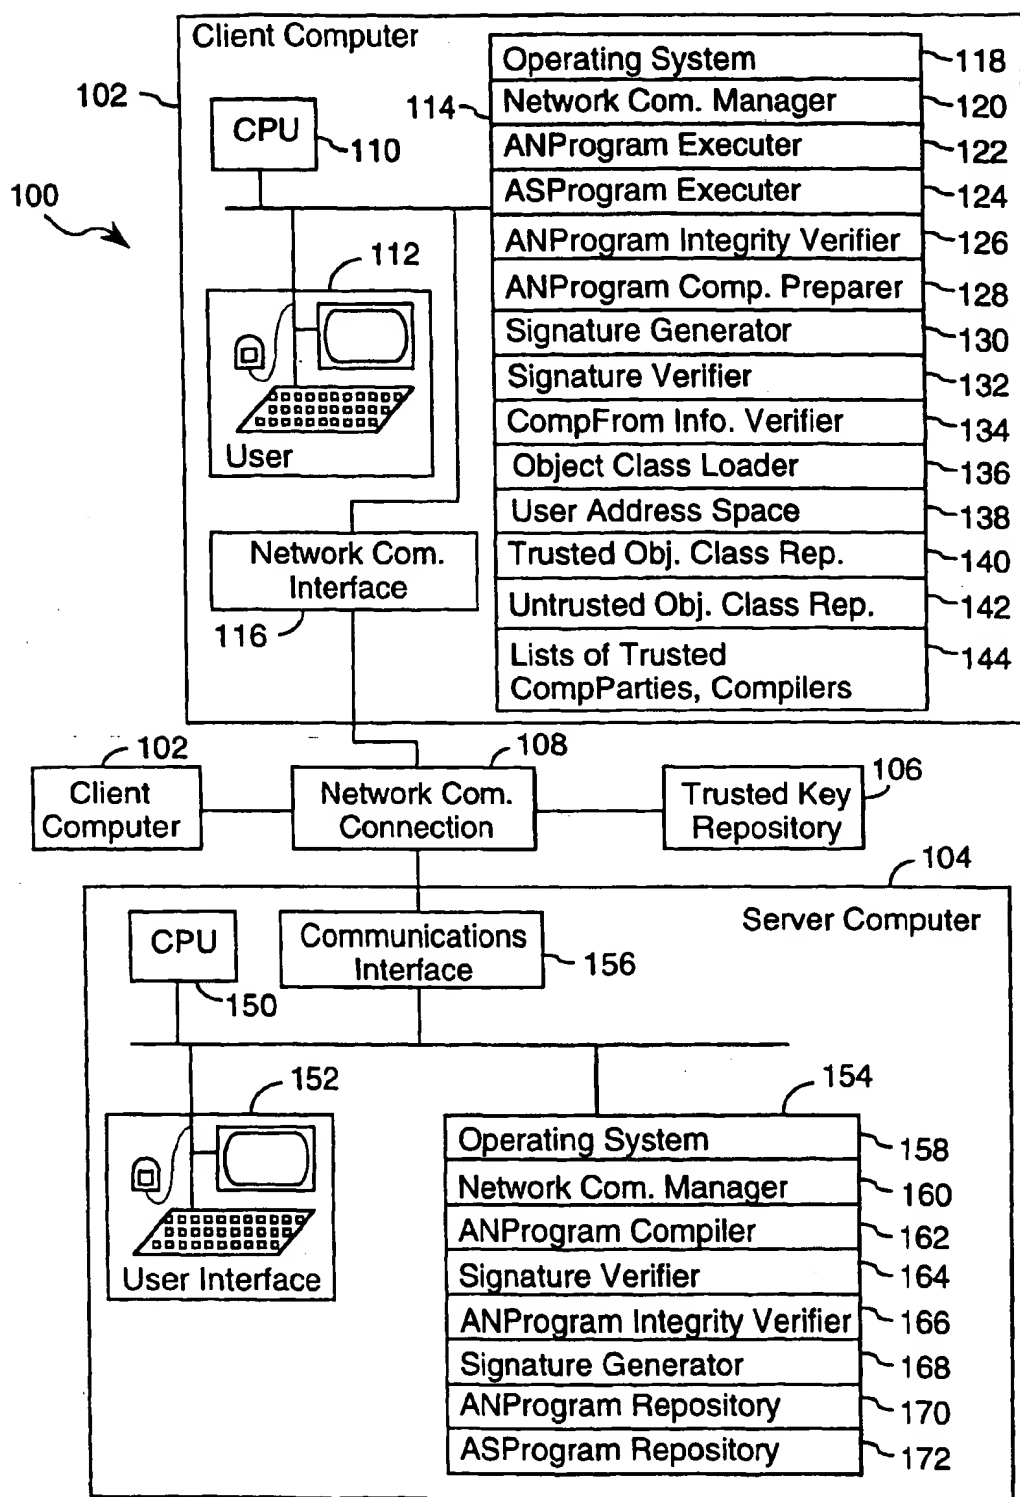 Client Computer
102
CPU
110
100
112
User
Network Com.
Interface
116
114
Operating System
118
Network Com. Manager
120
ANProgram Executer
122
ASProgram Executer
124
ANProgram Integrity Verifier
126
ANProgram Comp. Preparer
128
Signature Generator
130
Signature Verifier
132
CompFrom Info. Verifier
134
Object Class Loader
136
User Address Space
138
Trusted Obj. Class Rep.
140
Untrusted Obj. Class Rep.
142
Lists of Trusted
CompParties, Compilers
144
102
Client
Computer
108
Network Com.
Connection
106
Trusted Key
Repository
104
Server Computer
CPU
150
Communications
Interface
156
152
User Interface
154
Operating System
158
Network Com. Manager
160
ANProgram Compiler
162
Signature Verifier
164
ANProgram Integrity Verifier
166
Signature Generator
168
ANProgram Repository
170
ASProgram Repository
172